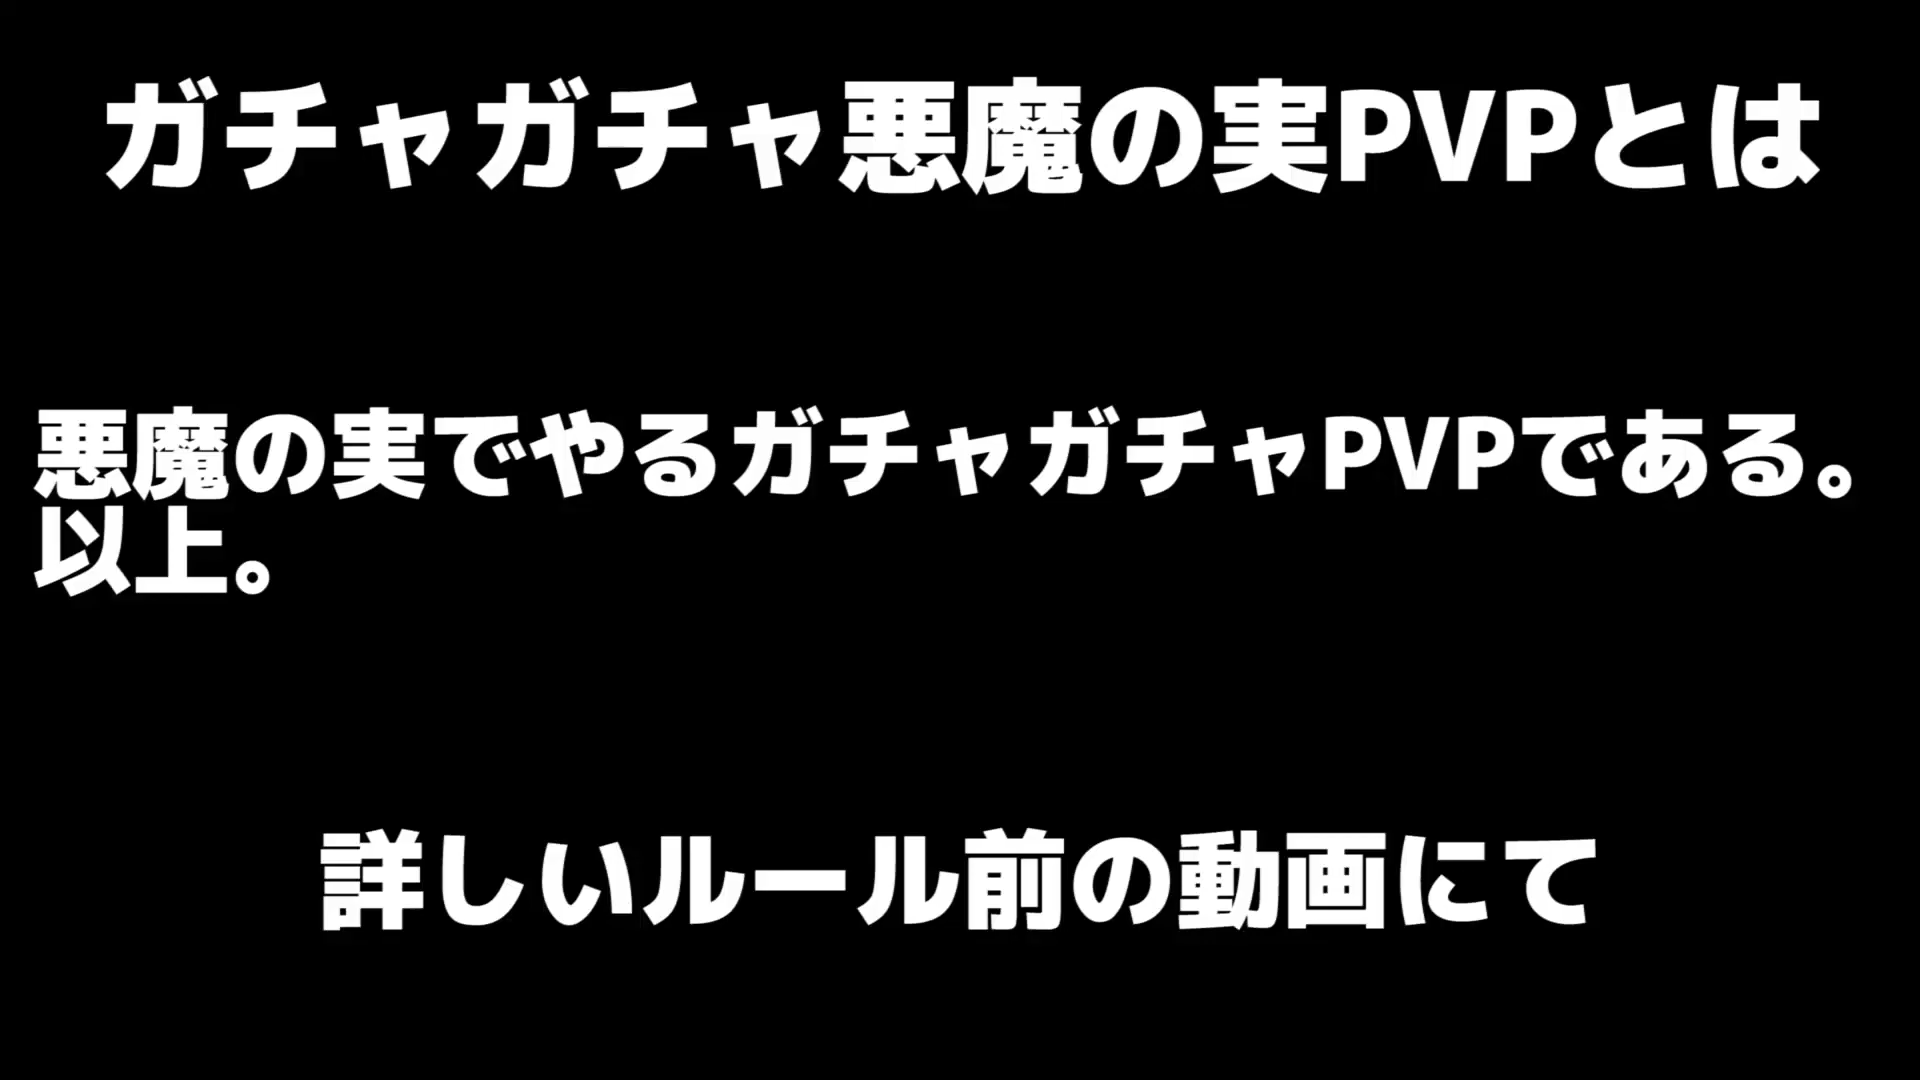 ガチャガチャ悪魔の実PVPとは
悪魔の実でやるガチャガチャPVPである。
以上。
詳しいルール前の動画にて